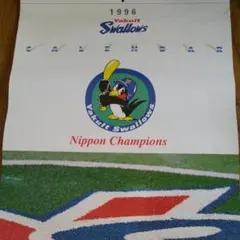 1996
Yakult
Swallows
CALENDAR
Yakult Swallows
Nippon Champions